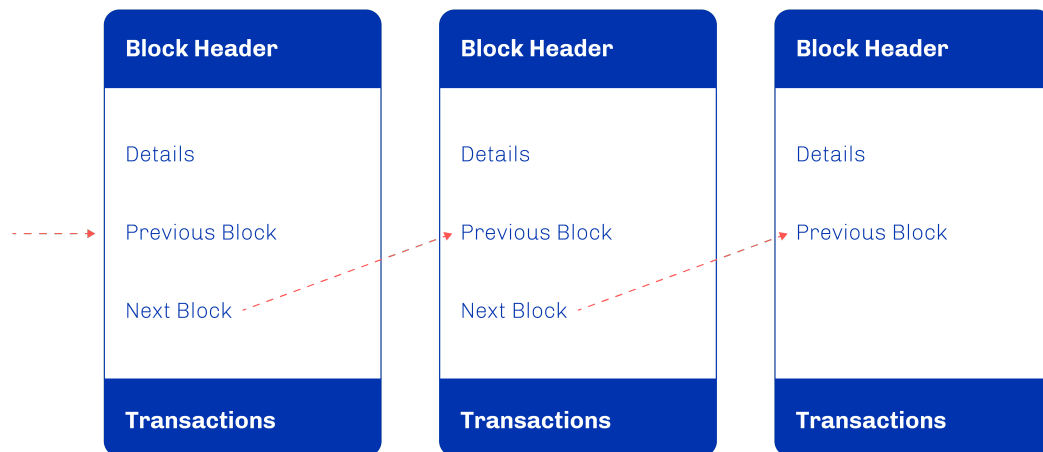 Block Header
Details
Previous Block
Next Block
Transactions
Block Header
Details
Previous Block
Next Block
Transactions
Block Header
Details
Previous Block
Transactions